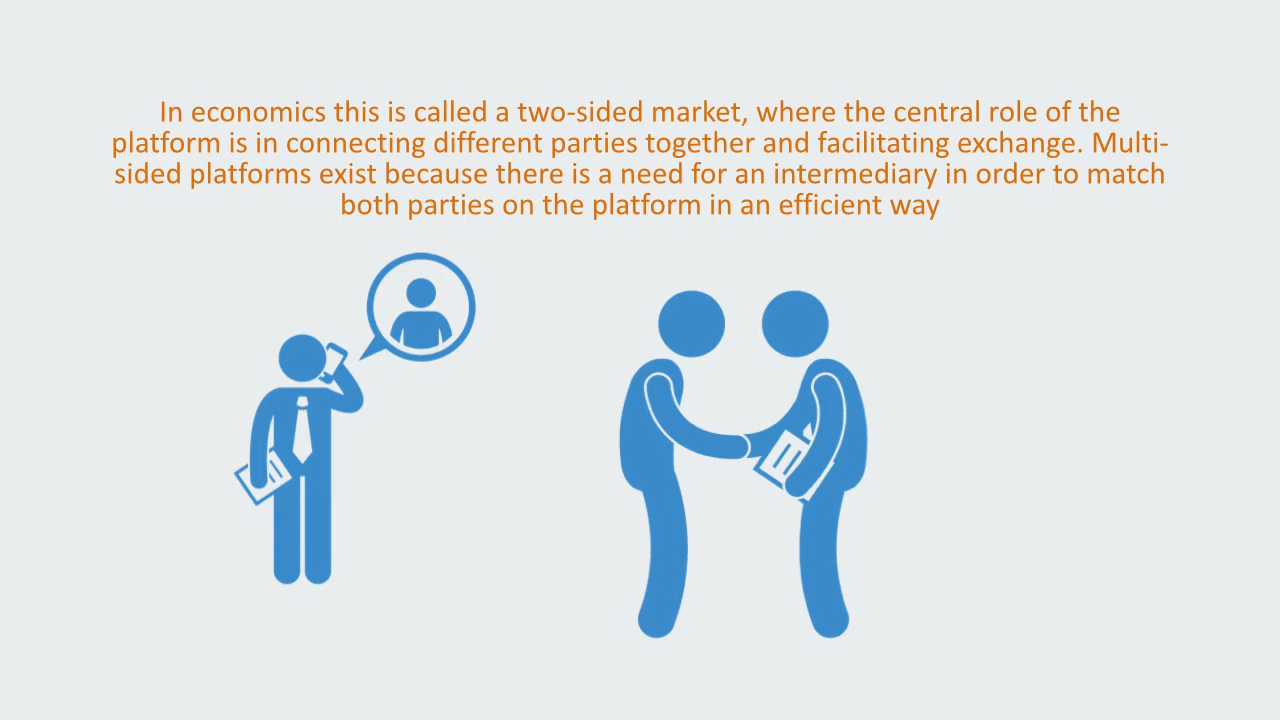 In economics this is called a two-sided market, where the central role of the
platform is in connecting different parties together and facilitating exchange. Multi-
sided platforms exist because there is a need for an intermediary in order to match
both parties on the platform in an efficient way